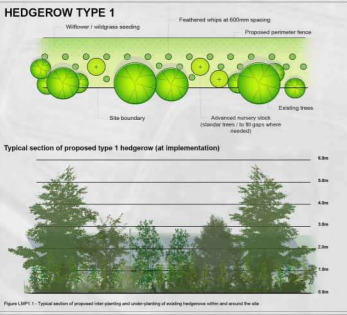 HEDGEROW TYPE 1
Feathered whips at 600mm spacing
Wilflower / wildgrass seeding
Proposed perimeter fence
Existing trees
Site boundary
Advanced nursery stock
(standar trees / to fill gaps where
needed)
Typical section of proposed type 1 hedgerow (at implementation)
6.0m
5.0m
4.0m
3.0m
2.0m
1.0m
0.0m
Figure LMP1.1 - Typical section of proposed inter-planting and under-planting of existing hedgerows within and around the site